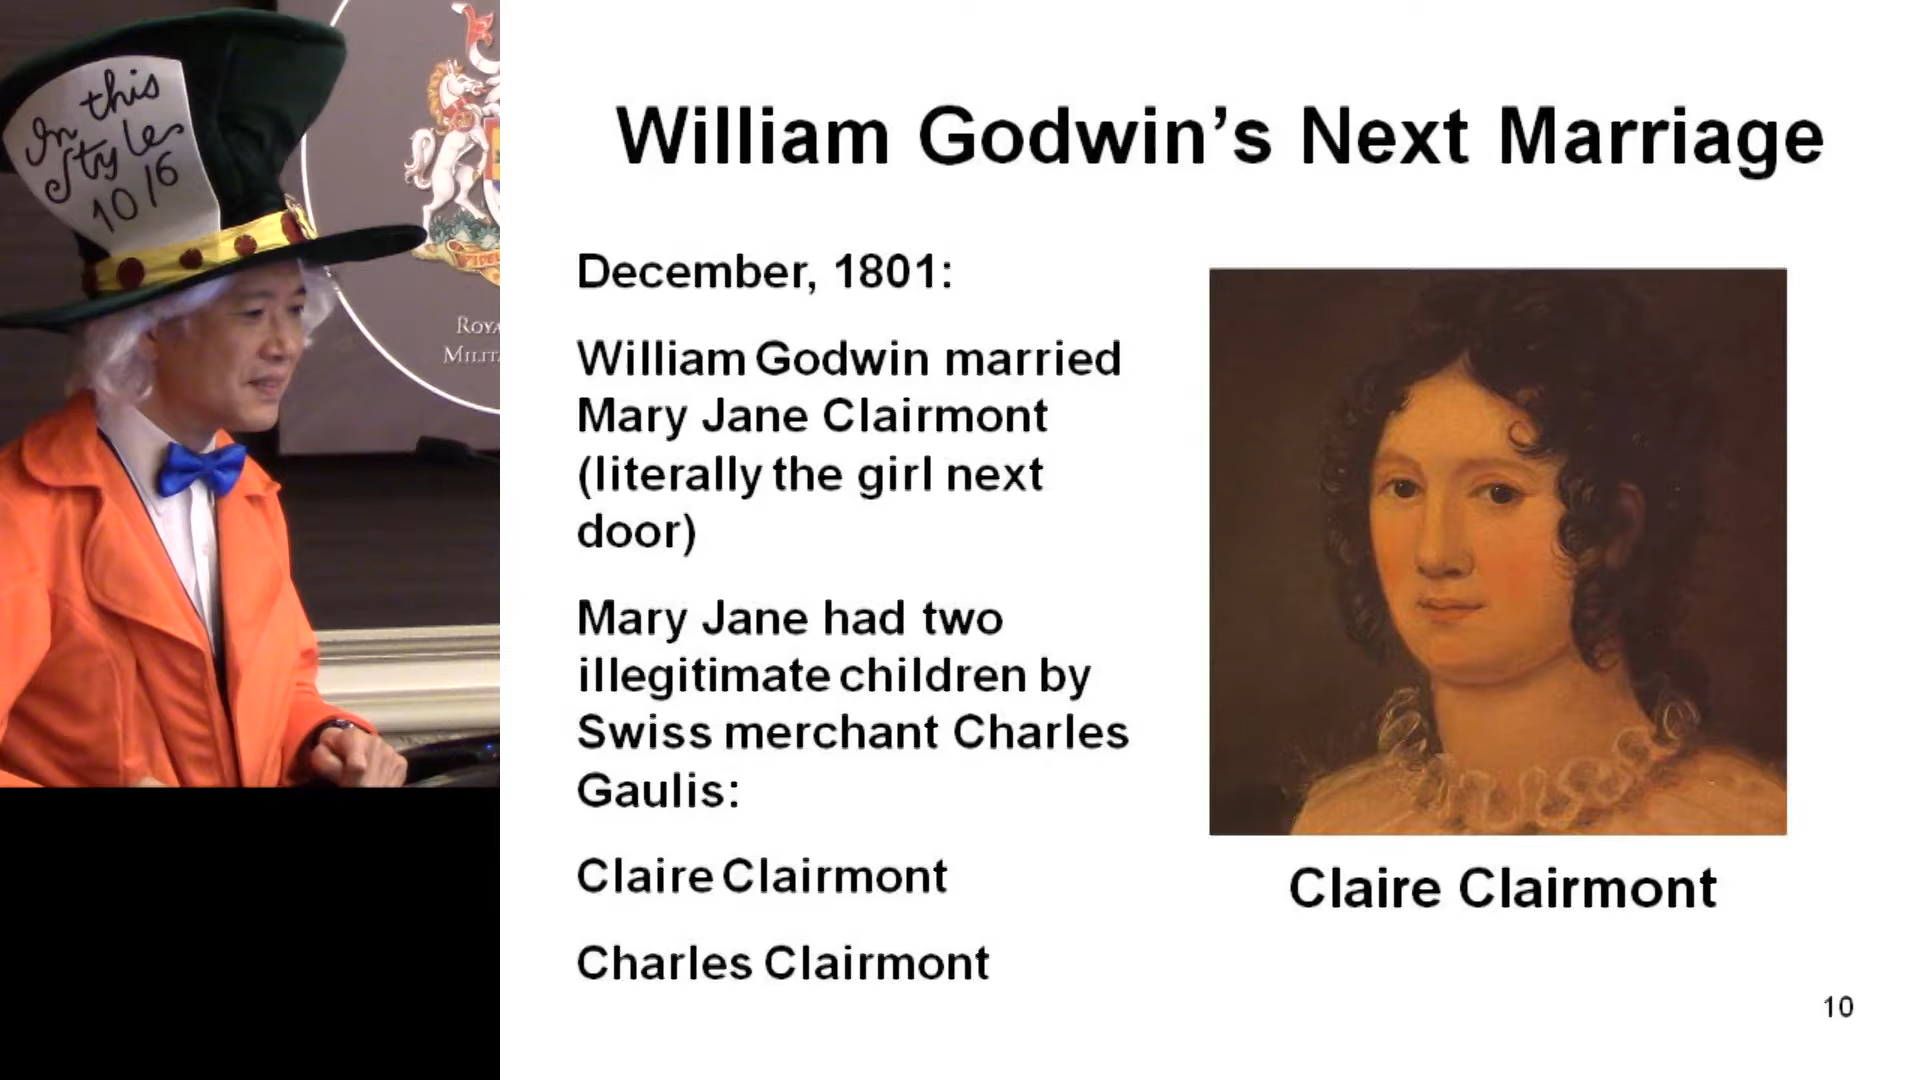 In this
Style
10/6
ROYA
MILIT
William Godwin’s Next Marriage
December, 1801:
William Godwin married
Mary Jane Clairmont
(literally the girl next
door)
Mary Jane had two
illegitimate children by
Swiss merchant Charles
Gaulis:
Claire Clairmont
Charles Clairmont
Claire Clairmont
10